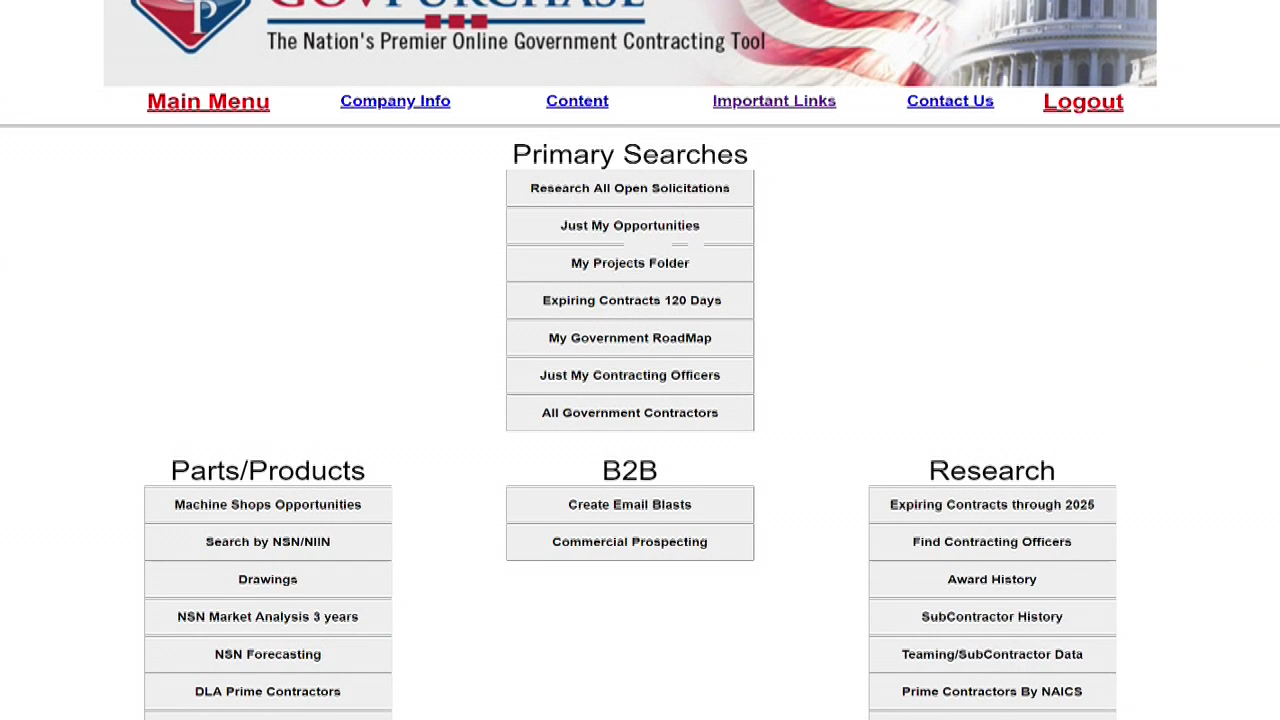 GOVPURCHASE
The Nation's Premier Online Government Contracting Tool
Main Menu Company Info Content Important Links Contact Us Logout
Primary Searches
Research All Open Solicitations
Just My Opportunities
My Projects Folder
Expiring Contracts 120 Days
My Government RoadMap
Just My Contracting Officers
All Government Contractors
Parts/Products
Machine Shops Opportunities
Search by NSN/NIIN
Drawings
NSN Market Analysis 3 years
NSN Forecasting
DLA Prime Contractors
B2B
Create Email Blasts
Commercial Prospecting
Research
Expiring Contracts through 2025
Find Contracting Officers
Award History
SubContractor History
Teaming/SubContractor Data
Prime Contractors By NAICS